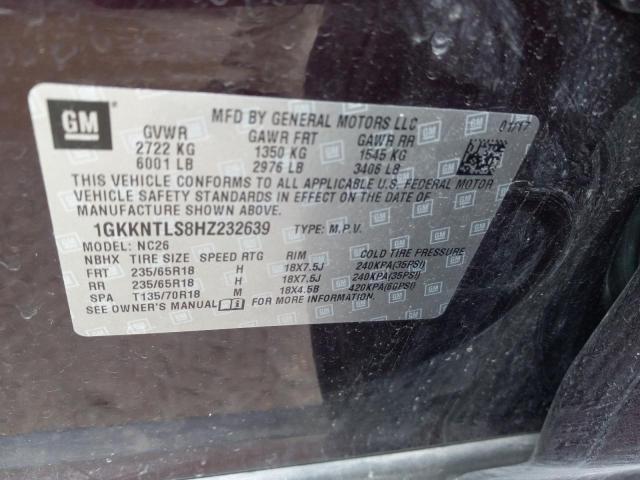 GM
MFD BY GENERAL MOTORS LLC 01/17
GVWR GAWR FRT GAWR RR
2722 KG 1350 KG 1545 KG
6001 LB 2976 LB 3406 LB
THIS VEHICLE CONFORMS TO ALL APPLICABLE U.S. FEDERAL MOTOR
VEHICLE SAFETY STANDARDS IN EFFECT ON THE DATE OF
MANUFACTURE SHOWN ABOVE.
1GKKNTLS8HZ232639 TYPE: M.P.V.
MODEL: NC26
NBHX TIRE SIZE SPEED RTG RIM COLD TIRE PRESSURE
FRT 235/65R18 H 18X7.5J 240KPA(35PSI)
RR 235/65R18 H 18X7.5J 240KPA(35PSI)
SPA T135/70R18 M 18X4.5B 420KPA(60PSI)
SEE OWNER'S MANUAL FOR ADDITIONAL INFORMATION.